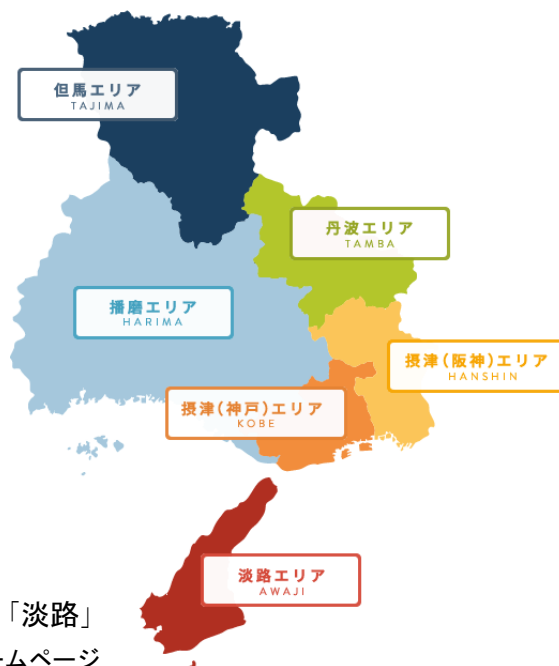 但馬エリア
TAJIMA
丹波エリア
TAMBA
播磨エリア
HARIMA
摂津(阪神)エリア
HANSHIN
摂津(神戸)エリア
KOBE
淡路エリア
AWAJI
「淡路」
ームページ